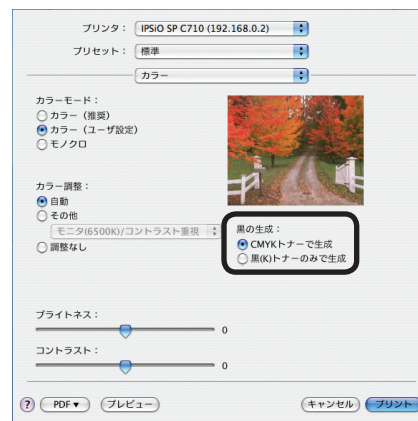 プリンタ： IPSiO SP C710 (192.168.0.2)
プリセット： 標準
カラー
カラーモード：
カラー（推奨）
カラー（ユーザ設定）
モノクロ
カラー調整：
自動
その他
モニタ(6500K)/コントラスト重視
調整なし
黒の生成：
CMYKトナーで生成
黒(K)トナーのみで生成
ブライトネス：
0
コントラスト：
0
? PDF▼ プレビュー キャンセル プリント